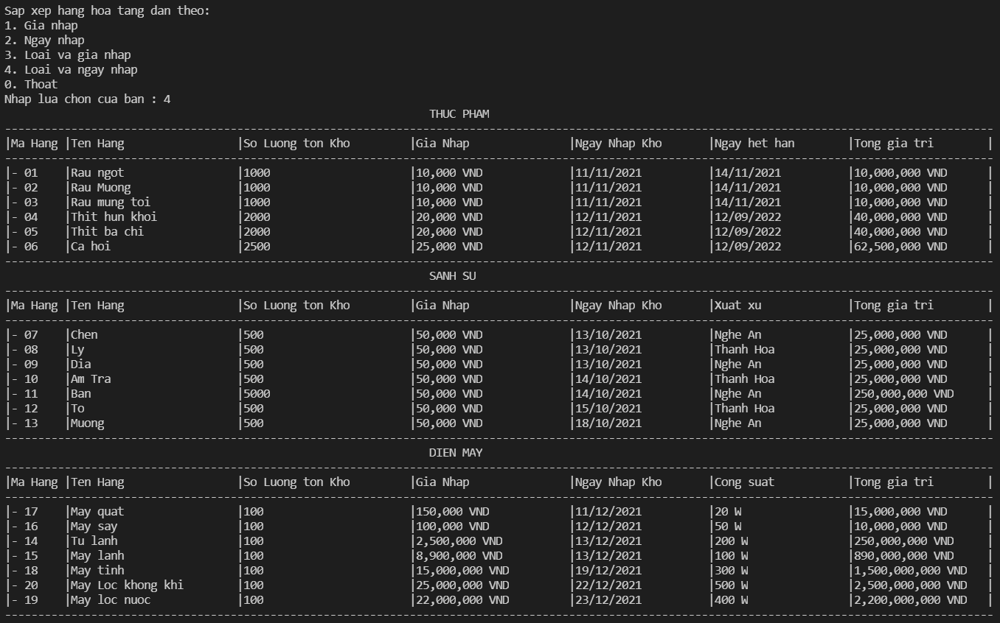 Sap xep hang hoa tang dan theo:
1. Gia nhap
2. Ngay nhap
3. Loai va gia nhap
4. Loai va ngay nhap
0. Thoat
Nhap lua chon cua ban : 4
THUC PHAM
|Ma Hang |Ten Hang |So Luong ton Kho |Gia Nhap |Ngay Nhap Kho |Ngay het han |Tong gia tri |
|- 01 |Rau ngot |1000 |10,000 VND |11/11/2021 |14/11/2021 |10,000,000 VND |
|- 02 |Rau Muong |1000 |10,000 VND |11/11/2021 |14/11/2021 |10,000,000 VND |
|- 03 |Rau mung toi |1000 |10,000 VND |11/11/2021 |14/11/2021 |10,000,000 VND |
|- 04 |Thit hun khoi |2000 |20,000 VND |12/11/2021 |12/09/2022 |40,000,000 VND |
|- 05 |Thit ba chi |2000 |20,000 VND |12/11/2021 |12/09/2022 |40,000,000 VND |
|- 06 |Ca hoi |2500 |25,000 VND |12/11/2021 |12/09/2022 |62,500,000 VND |
SANH SU
|Ma Hang |Ten Hang |So Luong ton Kho |Gia Nhap |Ngay Nhap Kho |Xuat xu |Tong gia tri |
|- 07 |Chen |500 |50,000 VND |13/10/2021 |Nghe An |25,000,000 VND |
|- 08 |Ly |500 |50,000 VND |13/10/2021 |Thanh Hoa |25,000,000 VND |
|- 09 |Dia |500 |50,000 VND |13/10/2021 |Nghe An |25,000,000 VND |
|- 10 |Am Tra |500 |50,000 VND |14/10/2021 |Thanh Hoa |25,000,000 VND |
|- 11 |Ban |5000 |50,000 VND |14/10/2021 |Nghe An |250,000,000 VND |
|- 12 |To |500 |50,000 VND |15/10/2021 |Thanh Hoa |25,000,000 VND |
|- 13 |Muong |500 |50,000 VND |18/10/2021 |Nghe An |25,000,000 VND |
DIEN MAY
|Ma Hang |Ten Hang |So Luong ton Kho |Gia Nhap |Ngay Nhap Kho |Cong suat |Tong gia tri |
|- 17 |May quat |100 |150,000 VND |11/12/2021 |20 W |15,000,000 VND |
|- 16 |May say |100 |100,000 VND |12/12/2021 |50 W |10,000,000 VND |
|- 14 |Tu lanh |100 |2,500,000 VND |13/12/2021 |200 W |250,000,000 VND |
|- 15 |May lanh |100 |8,900,000 VND |13/12/2021 |100 W |890,000,000 VND |
|- 18 |May tinh |100 |15,000,000 VND |19/12/2021 |300 W |1,500,000,000 VND |
|- 20 |May Loc khong khi |100 |25,000,000 VND |22/12/2021 |500 W |2,500,000,000 VND |
|- 19 |May loc nuoc |100 |22,000,000 VND |23/12/2021 |400 W |2,200,000,000 VND |